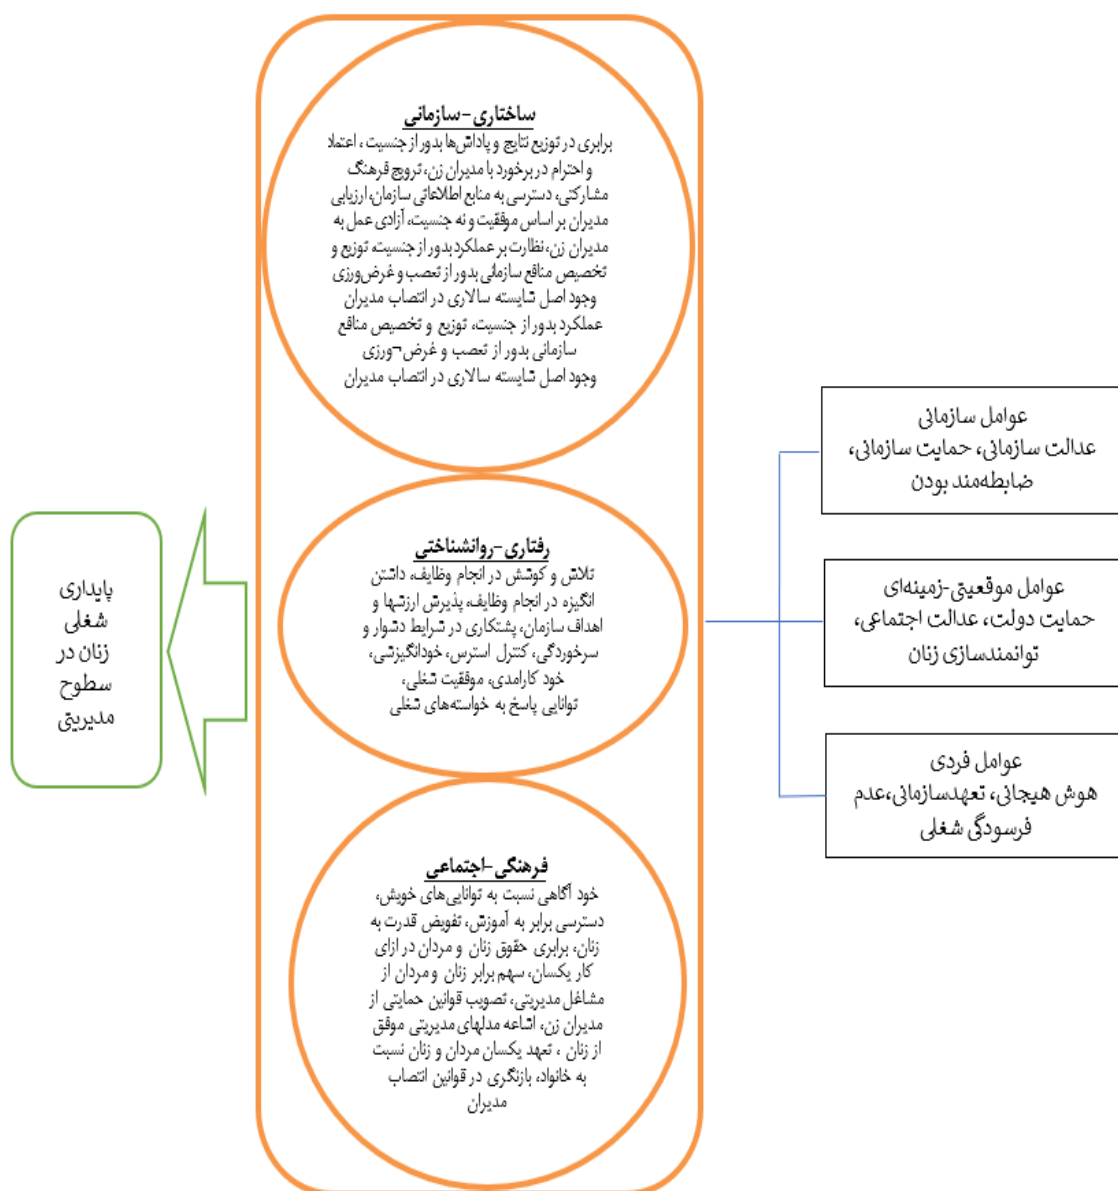 ساختاری-سازمانی
برابری در توزیع نتایج و پاداش‌ها بدور از جنسیت ، اعتماد
و احترام در برخورد با مدیران زن، ترویج فرهنگ
مشارکتی، دسترسی به منابع اطلاعاتی سازمان، ارزیابی
مدیران بر اساس موفقیت و نه جنسیت، آزادی عمل به
مدیران زن، نظارت بر عملکرد بدور از جنسیت، توزیع و
تخصیص منافع سازمانی بدور از تعصب و غرض‌ورزی
وجود اصل شایسته سالاری در انتصاب مدیران
عملکرد بدور از جنسیت، توزیع و تخصیص منافع
سازمانی بدور از تعصب و غرض¬ورزی
وجود اصل شایسته سالاری در انتصاب مدیران
رفتاری-روانشناختی
تلاش و کوشش در انجام وظایف، داشتن
انگیزه در انجام وظایف، پذیرش ارزشها و
اهداف سازمان، پشتکاری در شرایط دشوار و
سرخوردگی، کنترل استرس، خودانگیزشی،
خود کارامدی، موفقیت شغلی،
توانایی پاسخ به خواسته‌های شغلی
فرهنگی-اجتماعی
خود آگاهی نسبت به توانایی‌های خویش،
دسترسی برابر به آموزش، تفویض قدرت به
زنان، برابری حقوق زنان و مردان در ازای
کار یکسان، سهم برابر زنان و مردان از
مشاغل مدیریتی، تصویب قوانین حمایتی از
مدیران زن، اشاعه مدلهای مدیریتی موفق
از زنان ، تعهد یکسان مردان و زنان نسبت
به خانواد، بازنگری در قوانین انتصاب
مدیران
عوامل سازمانی
عدالت سازمانی، حمایت سازمانی،
ضابطه‌مند بودن
عوامل موقعیتی-زمینه‌ای
حمایت دولت، عدالت اجتماعی،
توانمندسازی زنان
عوامل فردی
هوش هیجانی، تعهدسازمانی،عدم
فرسودگی شغلی
پایداری
شغلی
زنان در
سطوح
مدیریتی